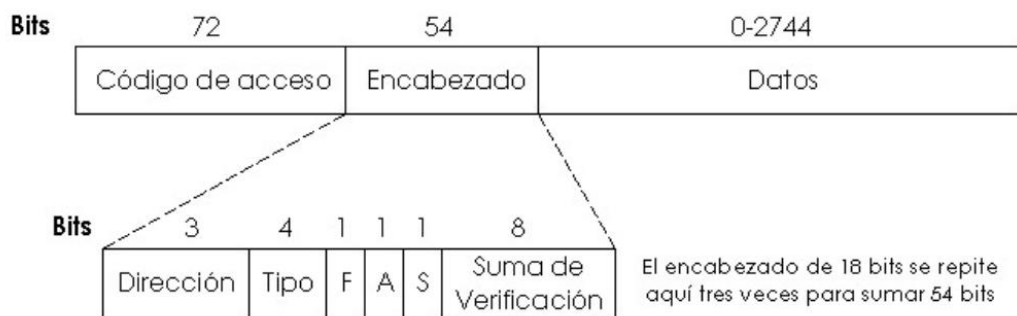 Bits 72 54 0-2744
Código de acceso Encabezado Datos
Bits 3 4 1 1 1 8
Dirección Tipo F A S Suma de Verificación
El encabezado de 18 bits se repite
aquí tres veces para sumar 54 bits